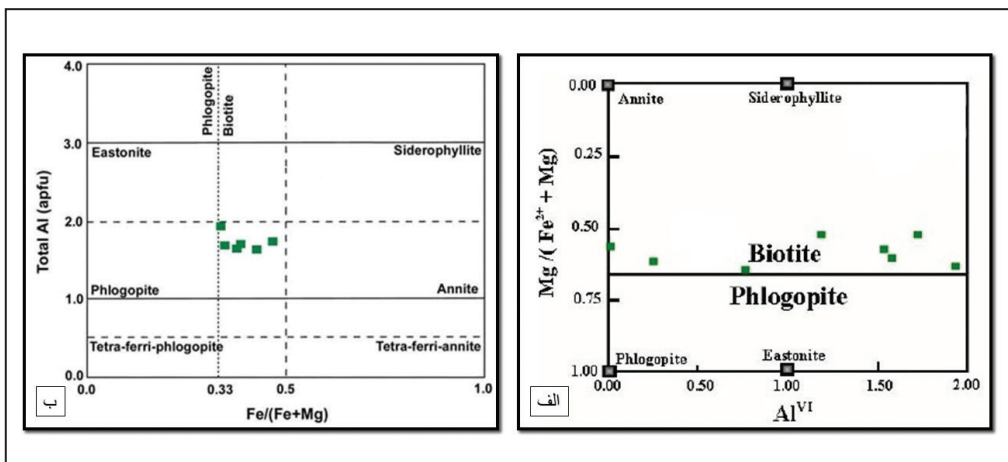 4.0
3.0
2.0
1.0
0.0
Total Al (apfu)
Phlogopite
Biotite
Eastonite
Siderophyllite
Phlogopite
Annite
Tetra-ferri-phlogopite
Tetra-ferri-annite
0.0
0.33
0.5
1.0
Fe/(Fe+Mg)
ب
0.00
0.25
0.50
0.75
1.00
Mg /( Fe²⁺ + Mg)
Annite
Siderophyllite
Biotite
Phlogopite
Phlogopite
Eastonite
0.00
0.50
1.00
1.50
2.00
Alⱽᴵ
الف